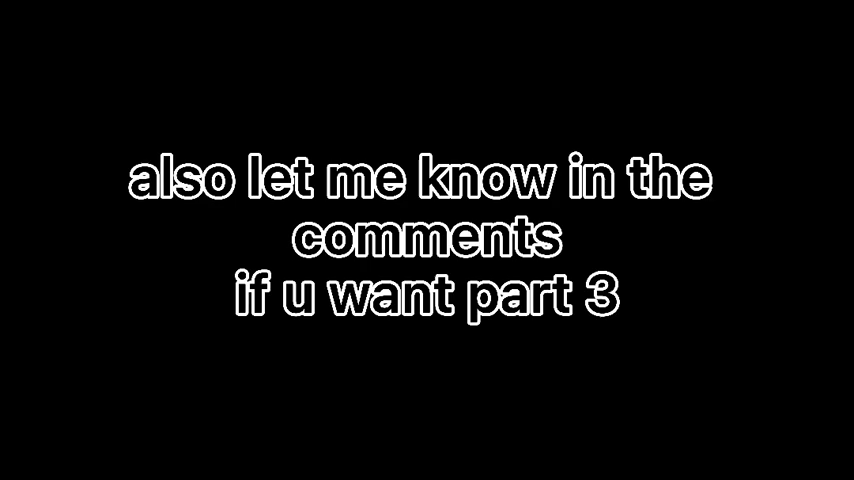 also let me know in the
comments
if u want part 3